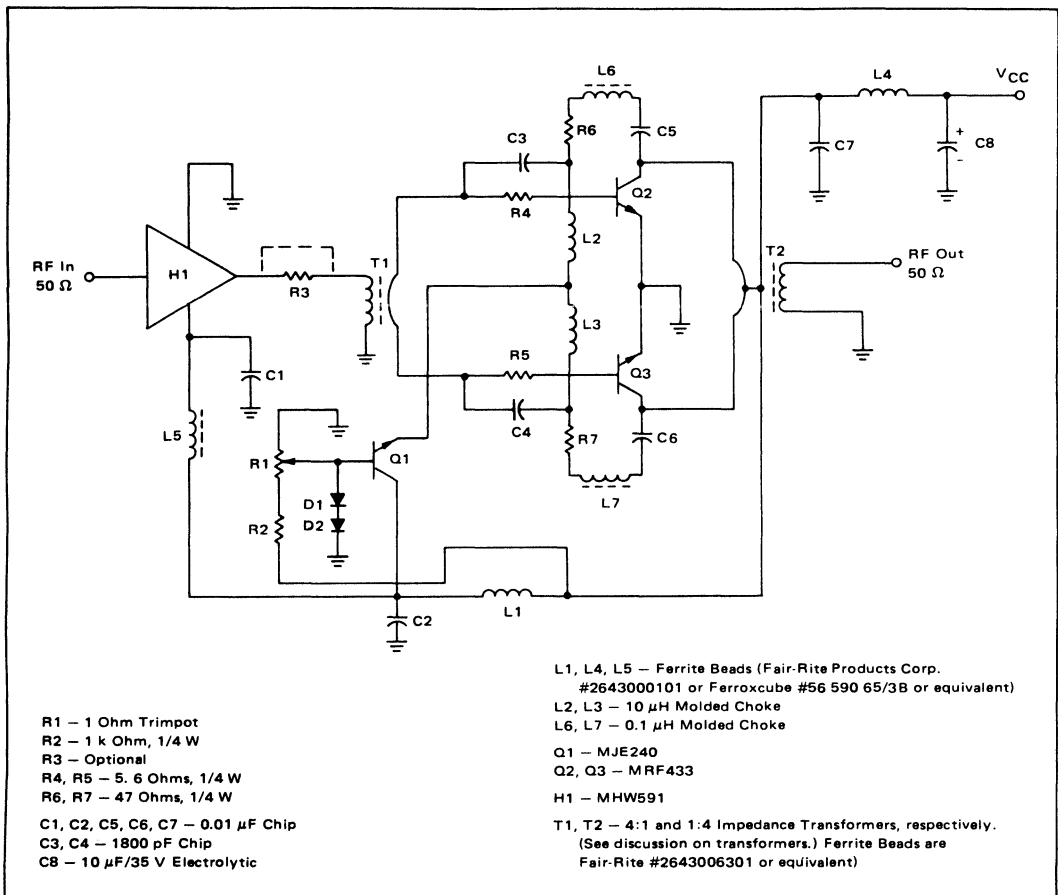 L6
L4
VCC
R6
C5
C3
C7
+
-
C8
R4
Q2
L2
RF In
50 Ω
H1
R3
T1
T2
RF Out
50 Ω
L3
C1
R5
Q3
L5
C4
R7
C6
R1
Q1
D1
D2
R2
L7
C2
L1
R1 – 1 Ohm Trimpot
R2 – 1 k Ohm, 1/4 W
R3 – Optional
R4, R5 – 5. 6 Ohms, 1/4 W
R6, R7 – 47 Ohms, 1/4 W
C1, C2, C5, C6, C7 – 0.01 μF Chip
C3, C4 – 1800 pF Chip
C8 – 10 μF/35 V Electrolytic
L1, L4, L5 – Ferrite Beads (Fair-Rite Products Corp.
#2643000101 or Ferroxcube #56 590 65/3B or equivalent)
L2, L3 – 10 μH Molded Choke
L6, L7 – 0.1 μH Molded Choke
Q1 – MJE240
Q2, Q3 – MRF433
H1 – MHW591
T1, T2 – 4:1 and 1:4 Impedance Transformers, respectively.
(See discussion on transformers.) Ferrite Beads are
Fair-Rite #2643006301 or equivalent)